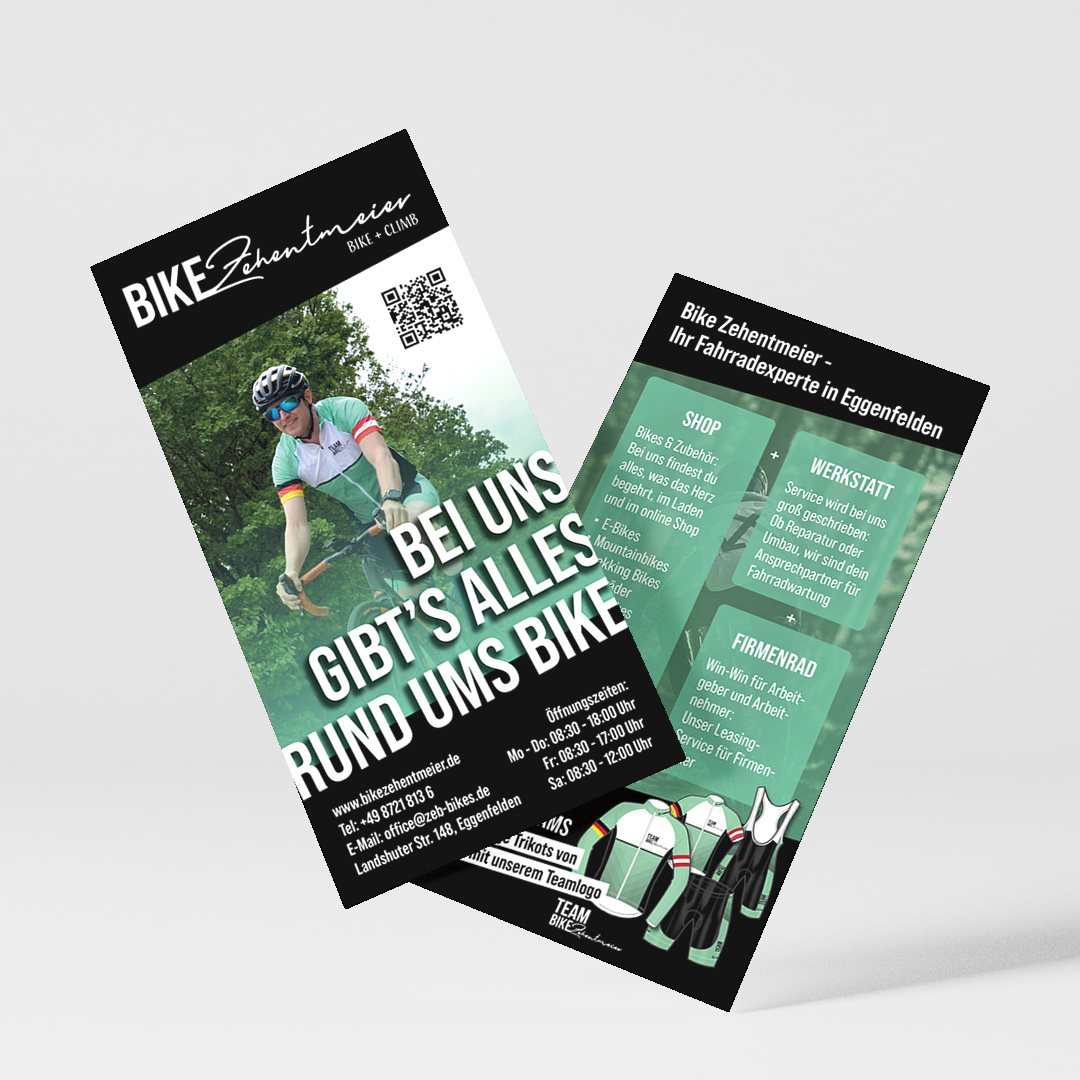 BIKE Zehentmeier
BIKE + CLIMB
BEI UNS
GIBT'S ALLES
RUND UMS BIKE
www.bikezehentmeier.de
Tel: +49 8721 813 6
E-Mail: office@zeb-bikes.de
Landshuter Str. 148, Eggenfelden
Öffnungszeiten:
Mo - Do: 08:30 - 18:00 Uhr
Fr: 08:30 - 17:00 Uhr
Sa: 08:30 - 12:00 Uhr
Bike Zehentmeier –
Ihr Fahrradexperte in Eggenfelden
SHOP
Bikes & Zubehör:
Bei uns findest du
alles, was das Herz
begehrt, im Laden
und im online Shop
* E-Bikes
Mountainbikes
Bikes
+
WERKSTATT
Service wird bei uns
groß geschrieben:
Ob Reparatur oder
Umbau, wir sind dein
Ansprechpartner für
Fahrradwartung
+
FIRMENRAD
Win-Win für Arbeit-
geber und Arbeit-
nehmer:
Unser Leasing-
Service für Firmen-
Trikots von
mit unserem Teamlogo
TEAM
BIKE Zehentmeier